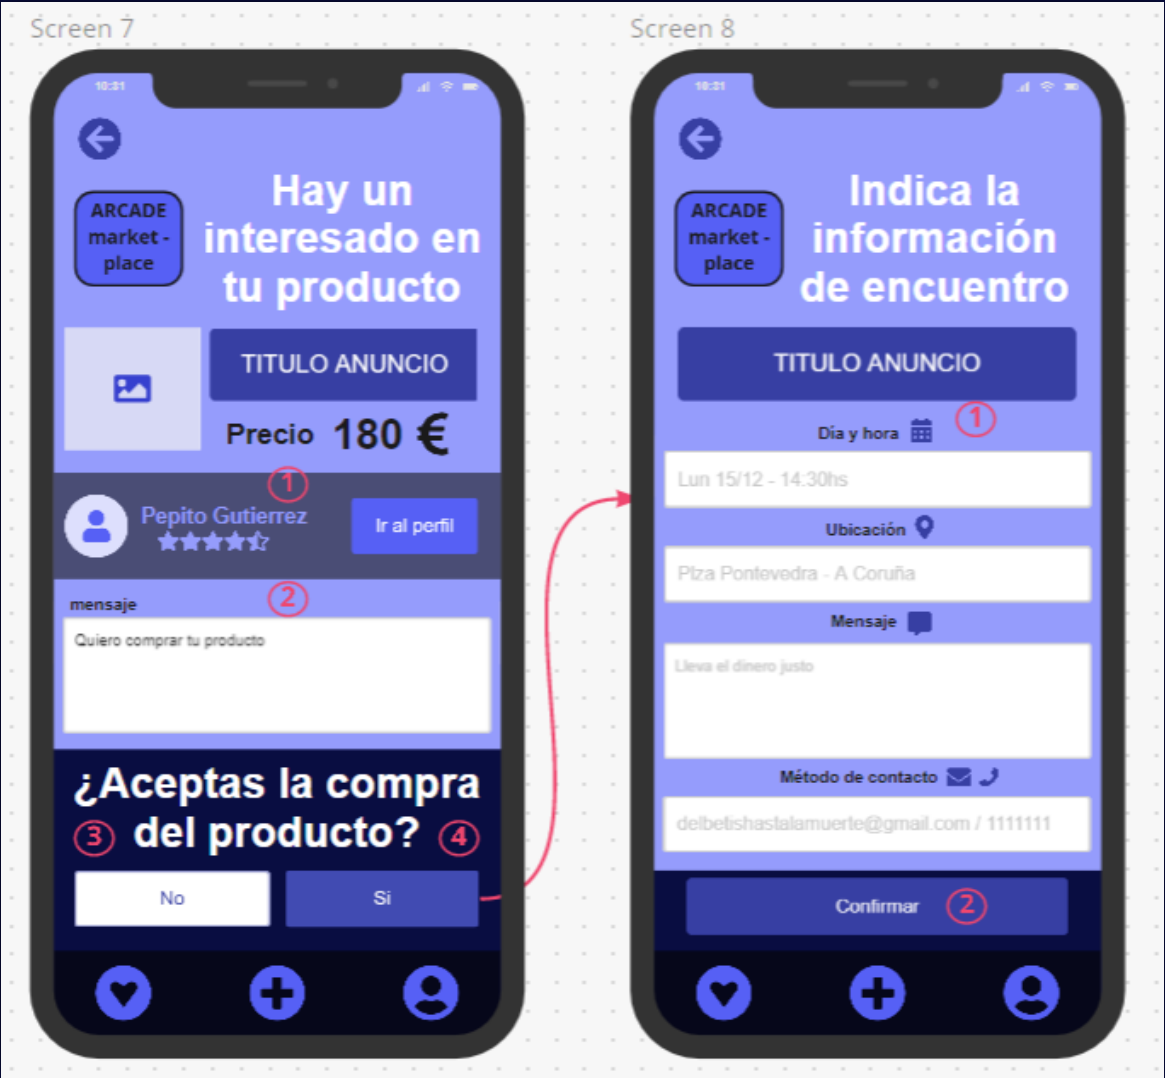 Screen 7
10:21
ARCADE
market -
place
Hay un
interesado en
tu producto
TITULO ANUNCIO
Precio 180 €
1
Pepito Gutierrez
Ir al perfil
2
mensaje
Quiero comprar tu producto
¿Aceptas la compra
del producto?
3
4
No
Si
Screen 8
10:21
ARCADE
market -
place
Indica la
información
de encuentro
TITULO ANUNCIO
1
Día y hora
Lun 15/12 - 14:30hs
Ubicación
Plza Pontevedra - A Coruña
Mensaje
Lleva el dinero justo
Método de contacto
delbetishastalamuerte@gmail.com / 1111111
Confirmar
2